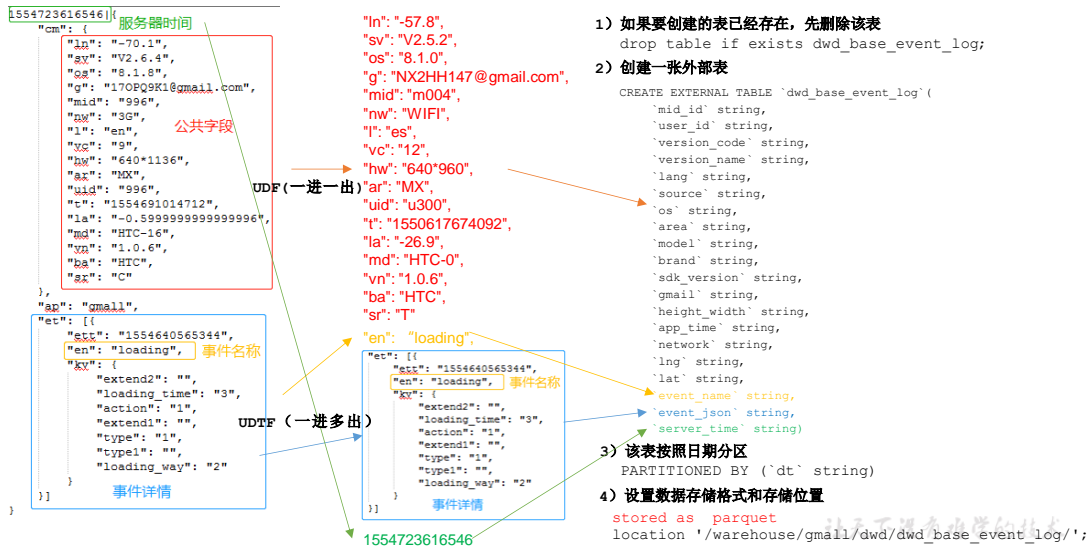 1554723616546|{
服务器时间
"cm": {
"ln": "-70.1",
"sv": "V2.6.4",
"os": "8.1.8",
"g": "17OPQ9K1@gmail.com",
"mid": "996",
"nw": "3G",
"l": "en",
"vc": "9",
"hw": "640*1136",
"ar": "MX",
"uid": "996",
"t": "1554691014712",
"la": "-0.5999999999999996",
"md": "HTC-16",
"vn": "1.0.6",
"ba": "HTC",
"sr": "C"
公共字段
},
"ap": "gmall",
"et": [{
"ett": "1554640565344",
"en": "loading",
事件名称
"kv": {
"extend2": "",
"loading_time": "3",
"action": "1",
"extend1": "",
"type": "1",
"type1": "",
"loading_way": "2"
}
}]
事件详情
}
UDF(一进一出)
UDTF（一进多出）
"ln": "-57.8",
"sv": "V2.5.2",
"os": "8.1.0",
"g": "NX2HH147@gmail.com",
"mid": "m004",
"nw": "WIFI",
"l": "es",
"vc": "12",
"hw": "640*960",
"ar": "MX",
"uid": "u300",
"t": "1550617674092",
"la": "-26.9",
"md": "HTC-0",
"vn": "1.0.6",
"ba": "HTC",
"sr": "T"
"en": “loading",
"et": [{
"ett": "1554640565344",
"en": "loading",
事件名称
"kv": {
"extend2": "",
"loading_time": "3",
"action": "1",
"extend1": "",
"type": "1",
"type1": "",
"loading_way": "2"
}
}]
事件详情
1554723616546
1）如果要创建的表已经存在，先删除该表
drop table if exists dwd_base_event_log;
2）创建一张外部表
CREATE EXTERNAL TABLE `dwd_base_event_log`(
`mid_id` string,
`user_id` string,
`version_code` string,
`version_name` string,
`lang` string,
`source` string,
`os` string,
`area` string,
`model` string,
`brand` string,
`sdk_version` string,
`gmail` string,
`height_width` string,
`app_time` string,
`network` string,
`lng` string,
`lat` string,
`event_name` string,
`event_json` string,
`server_time` string)
3）该表按照日期分区
PARTITIONED BY (`dt` string)
4）设置数据存储格式和存储位置
stored as parquet
location '/warehouse/gmall/dwd/dwd_base_event_log/';
让天下没有难学的技术